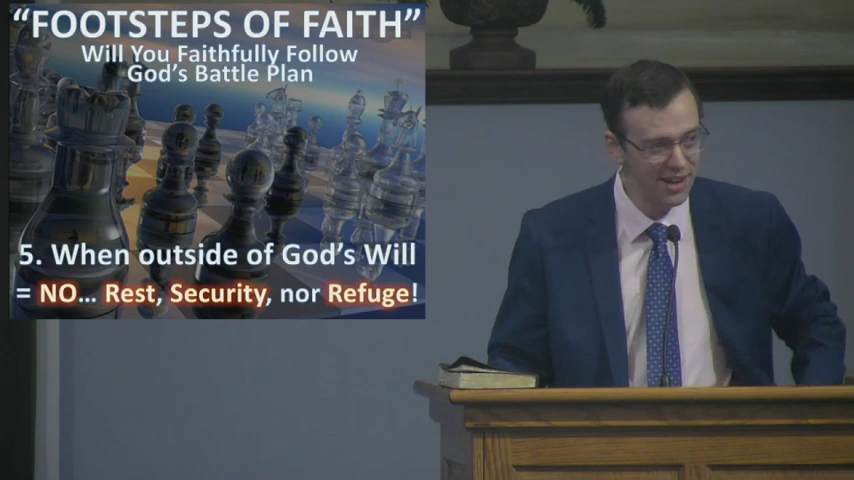 “FOOTSTEPS OF FAITH”
Will You Faithfully Follow
God’s Battle Plan
5. When outside of God’s Will
= NO... Rest, Security, nor Refuge!